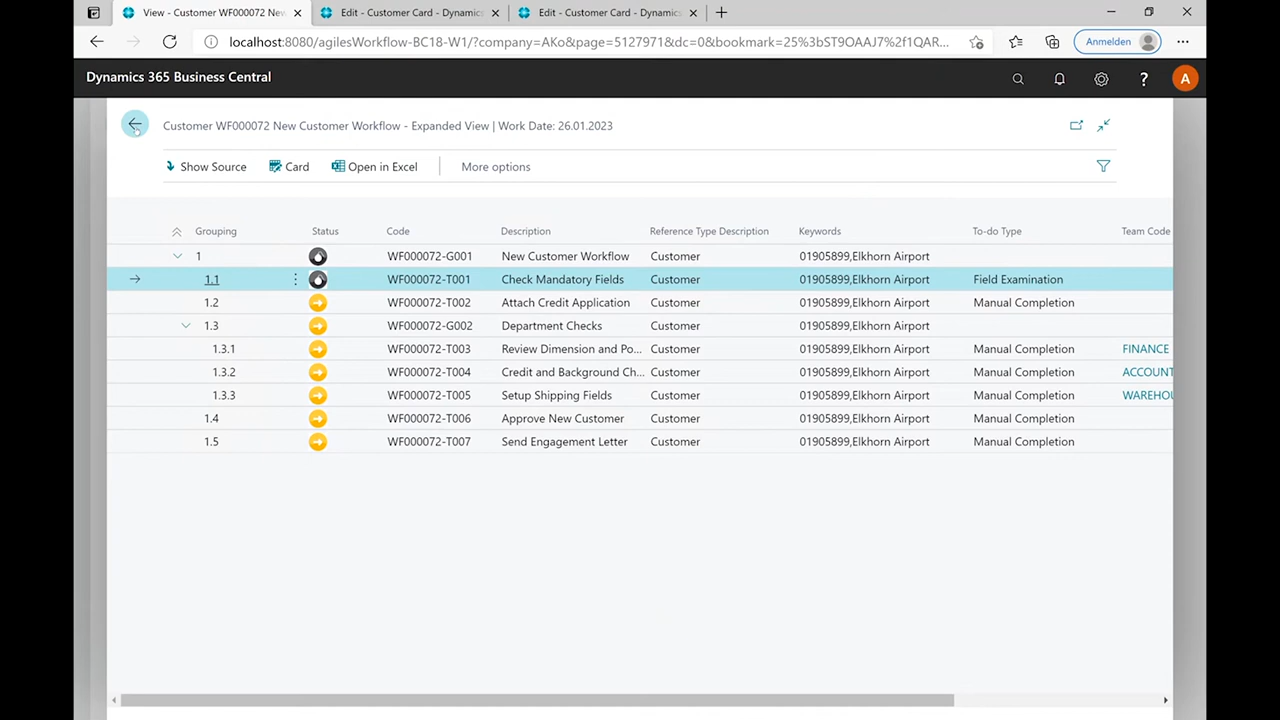 View - Customer WF000072 New
Edit - Customer Card - Dynamics
Edit - Customer Card - Dynamics
localhost:8080/agilesWorkflow-BC18-W1/?company=AKo&page=5127971&dc=0&bookmark=25%3bST9OAAJ7%2f1QAR...
Anmelden
Dynamics 365 Business Central
? A
Customer WF000072 New Customer Workflow - Expanded View | Work Date: 26.01.2023
Show Source Card Open in Excel More options
Grouping Status Code Description Reference Type Description Keywords To-do Type Team Code
1 WF000072-G001 New Customer Workflow Customer 01905899,Elkhorn Airport
1.1 WF000072-T001 Check Mandatory Fields Customer 01905899,Elkhorn Airport Field Examination
1.2 WF000072-T002 Attach Credit Application Customer 01905899,Elkhorn Airport Manual Completion
1.3 WF000072-G002 Department Checks Customer 01905899,Elkhorn Airport
1.3.1 WF000072-T003 Review Dimension and Po... Customer 01905899,Elkhorn Airport Manual Completion FINANCE
1.3.2 WF000072-T004 Credit and Background Ch... Customer 01905899,Elkhorn Airport Manual Completion ACCOUNT
1.3.3 WF000072-T005 Setup Shipping Fields Customer 01905899,Elkhorn Airport Manual Completion WAREHOU
1.4 WF000072-T006 Approve New Customer Customer 01905899,Elkhorn Airport Manual Completion
1.5 WF000072-T007 Send Engagement Letter Customer 01905899,Elkhorn Airport Manual Completion